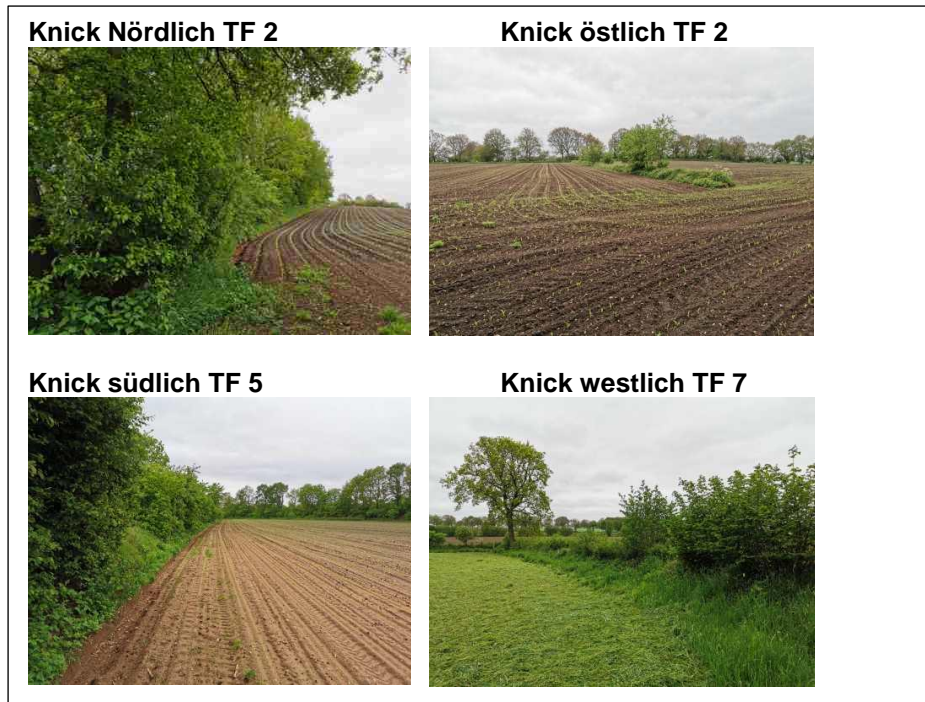 Knick Nördlich TF 2
Knick östlich TF 2
Knick südlich TF 5
Knick westlich TF 7